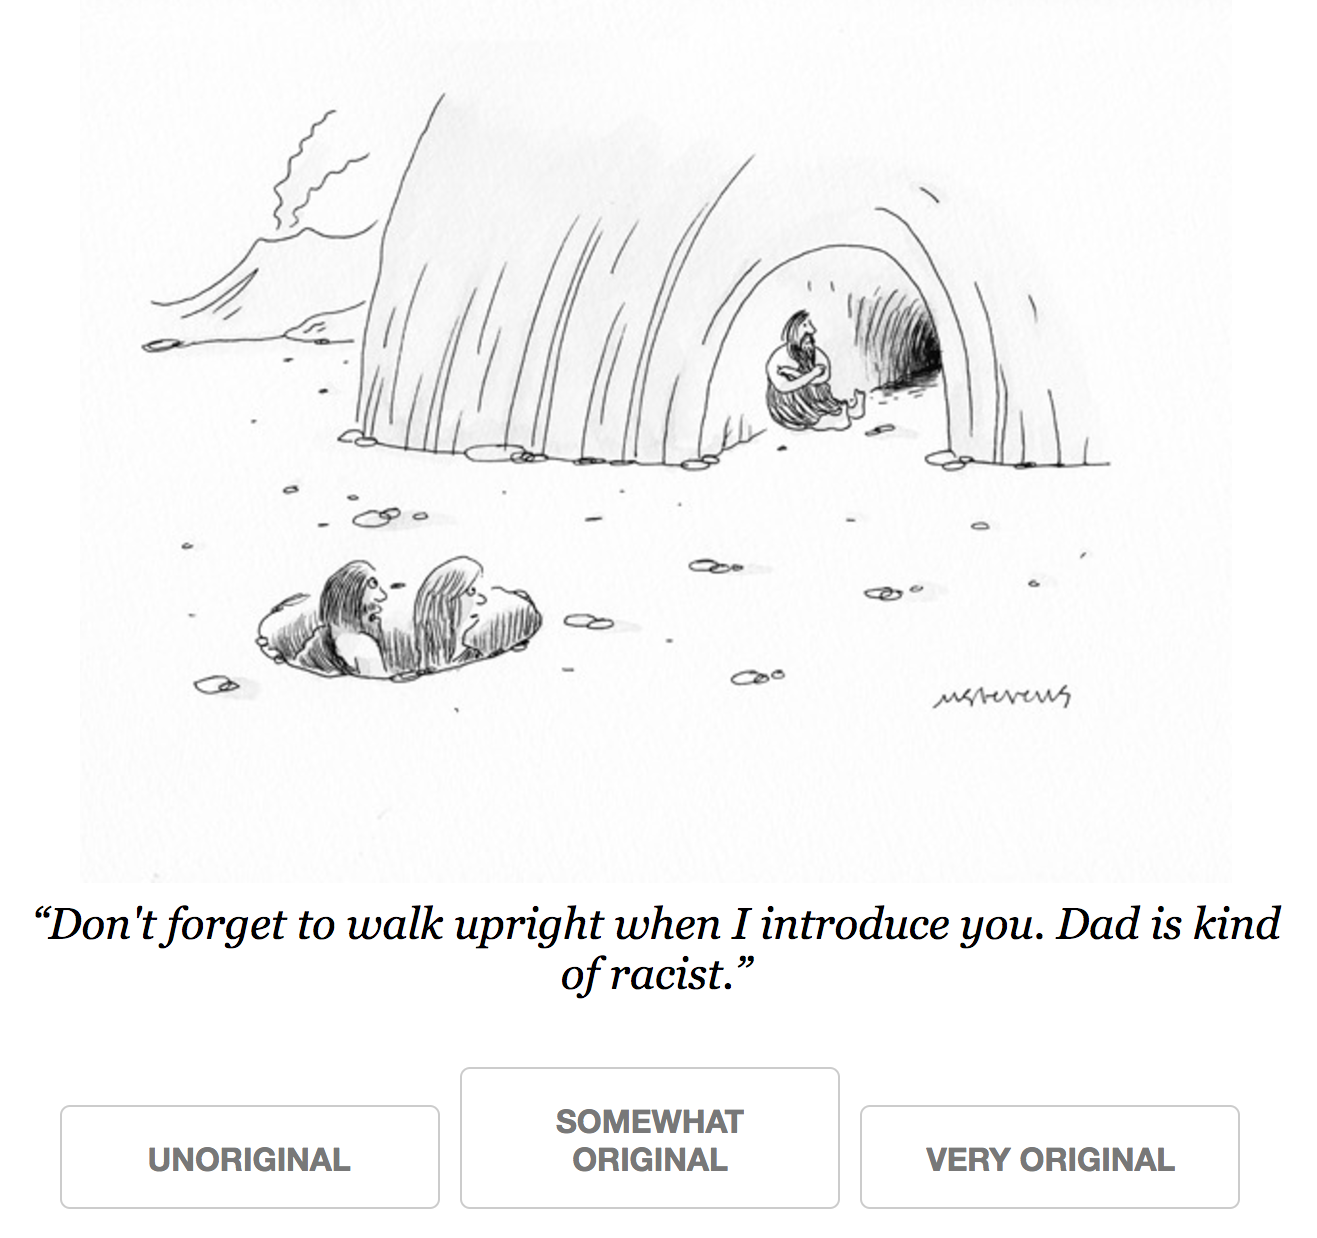 mstevens
“Don't forget to walk upright when I introduce you. Dad is kind
of racist.”
UNORIGINAL
SOMEWHAT
ORIGINAL
VERY ORIGINAL